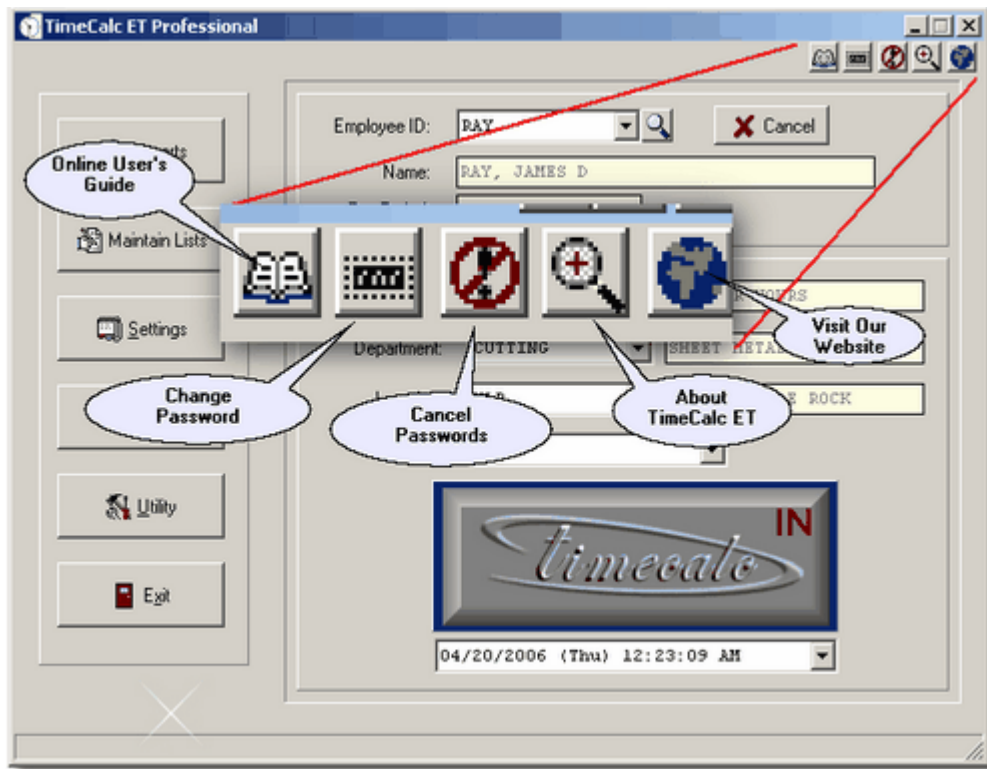 TimeCalc ET Professional
Employee ID:
RAY
Cancel
Online User's
Guide
Name:
RAY, JAMES D
Maintain Lists
HOURS
Settings
Visit Our
Website
Department:
CUTTING
SHEET METAL
Change
Password
Cancel
Passwords
About
TimeCalc ET
ROCK
Utility
IN
timecalc
Exit
04/20/2006 (Thu) 12:23:09 AM